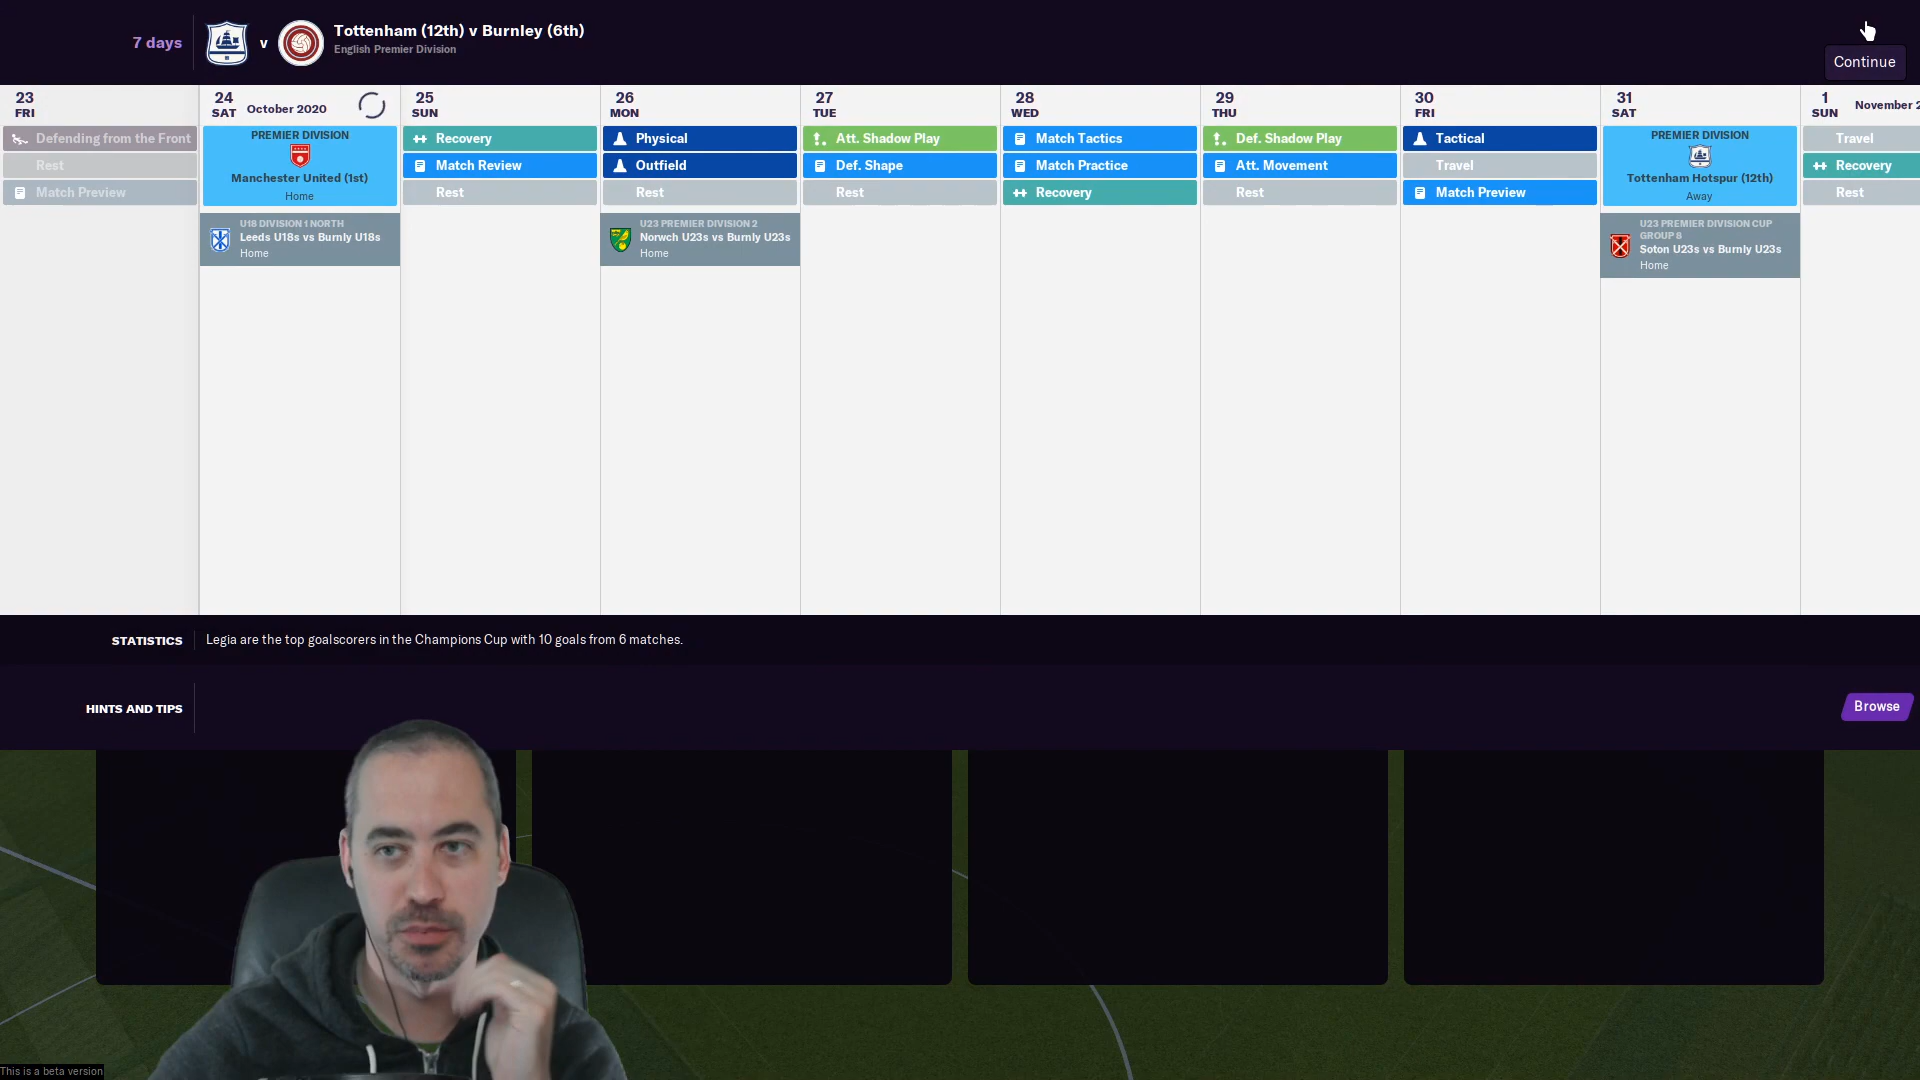 7 days
v
Tottenham (12th) v Burnley (6th)
English Premier Division
Continue
23
FRI
Defending from the Front
Rest
Match Preview
24
SAT
October 2020
PREMIER DIVISION
Manchester United (1st)
Home
U18 DIVISION 1 NORTH
Leeds U18s vs Burnly U18s
Home
25
SUN
Recovery
Match Review
Rest
26
MON
Physical
Outfield
Rest
U23 PREMIER DIVISION 2
Norwch U23s vs Burnly U23s
Home
27
TUE
Att. Shadow Play
Def. Shape
Rest
28
WED
Match Tactics
Match Practice
Recovery
29
THU
Def. Shadow Play
Att. Movement
Rest
30
FRI
Tactical
Travel
Match Preview
31
SAT
PREMIER DIVISION
Tottenham Hotspur (12th)
Away
U23 PREMIER DIVISION CUP
GROUP 8
Soton U23s vs Burnly U23s
Home
1
SUN
November 2
Travel
Recovery
Rest
STATISTICS
Legia are the top goalscorers in the Champions Cup with 10 goals from 6 matches.
HINTS AND TIPS
Browse
This is a beta version